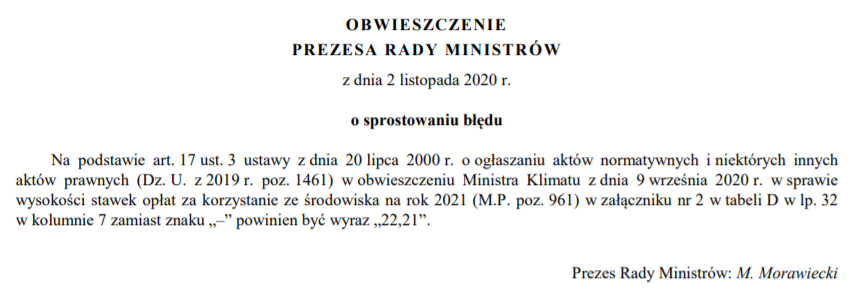 OBWIESZCZENIE
PREZESA RADY MINISTRÓW
z dnia 2 listopada 2020 r.
o sprostowaniu błędu
Na podstawie art. 17 ust. 3 ustawy z dnia 20 lipca 2000 r. o ogłaszaniu aktów normatywnych i niektórych innych
aktów prawnych (Dz. U. z 2019 r. poz. 1461) w obwieszczeniu Ministra Klimatu z dnia 9 września 2020 r. w sprawie
wysokości stawek opłat za korzystanie ze środowiska na rok 2021 (M.P. poz. 961) w załączniku nr 2 w tabeli D w lp. 32
w kolumnie 7 zamiast znaku „–” powinien być wyraz „22,21”.
Prezes Rady Ministrów: M. Morawiecki